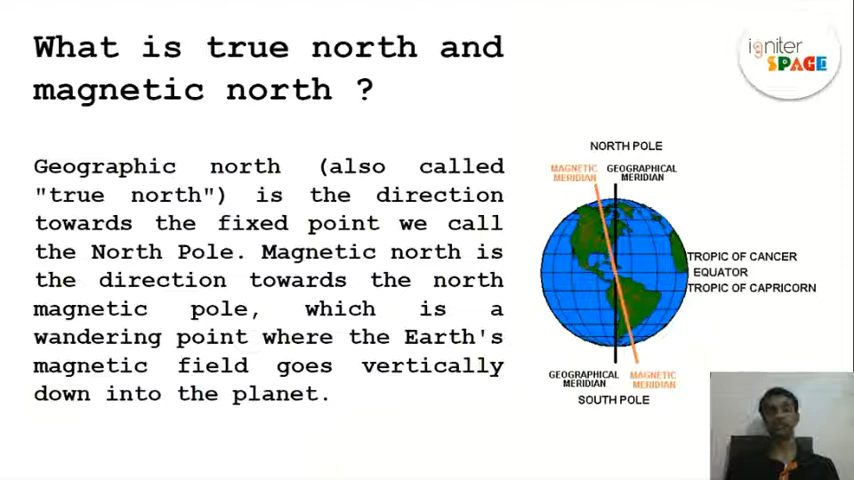 What is true north and
magnetic north ?
igniter
SPACE
Geographic north (also called
"true north") is the direction
towards the fixed point we call
the North Pole. Magnetic north is
the direction towards the north
magnetic pole, which is a
wandering point where the Earth's
magnetic field goes vertically
down into the planet.
NORTH POLE
MAGNETIC
MERIDIAN
GEOGRAPHICAL
MERIDIAN
TROPIC OF CANCER
EQUATOR
TROPIC OF CAPRICORN
GEOGRAPHICAL
MERIDIAN
MAGNETIC
MERIDIAN
SOUTH POLE